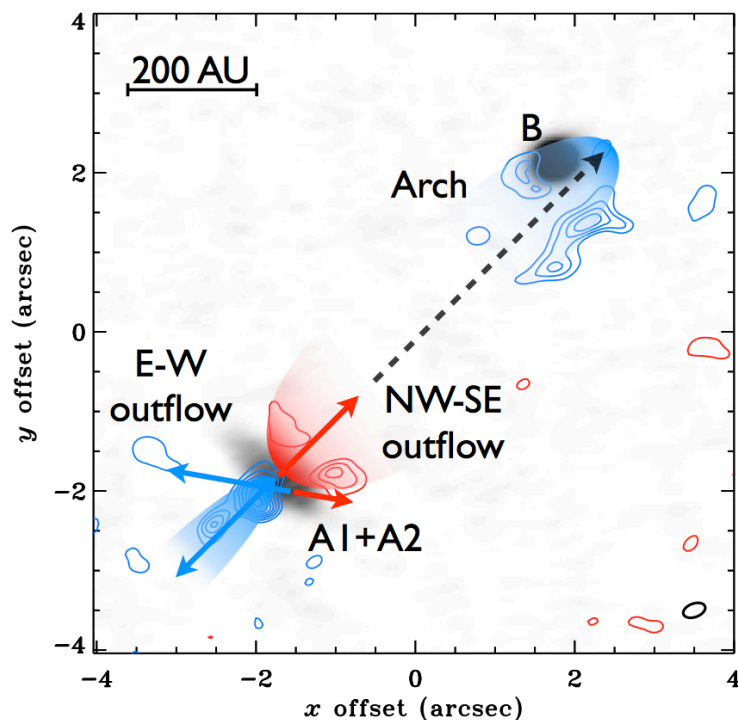 4
200 AU
B
2
Arch
0
E-W
outflow
NW-SE
outflow
-2
A1+A2
-4
-4
-2
0
2
4
x offset (arcsec)
y offset (arcsec)